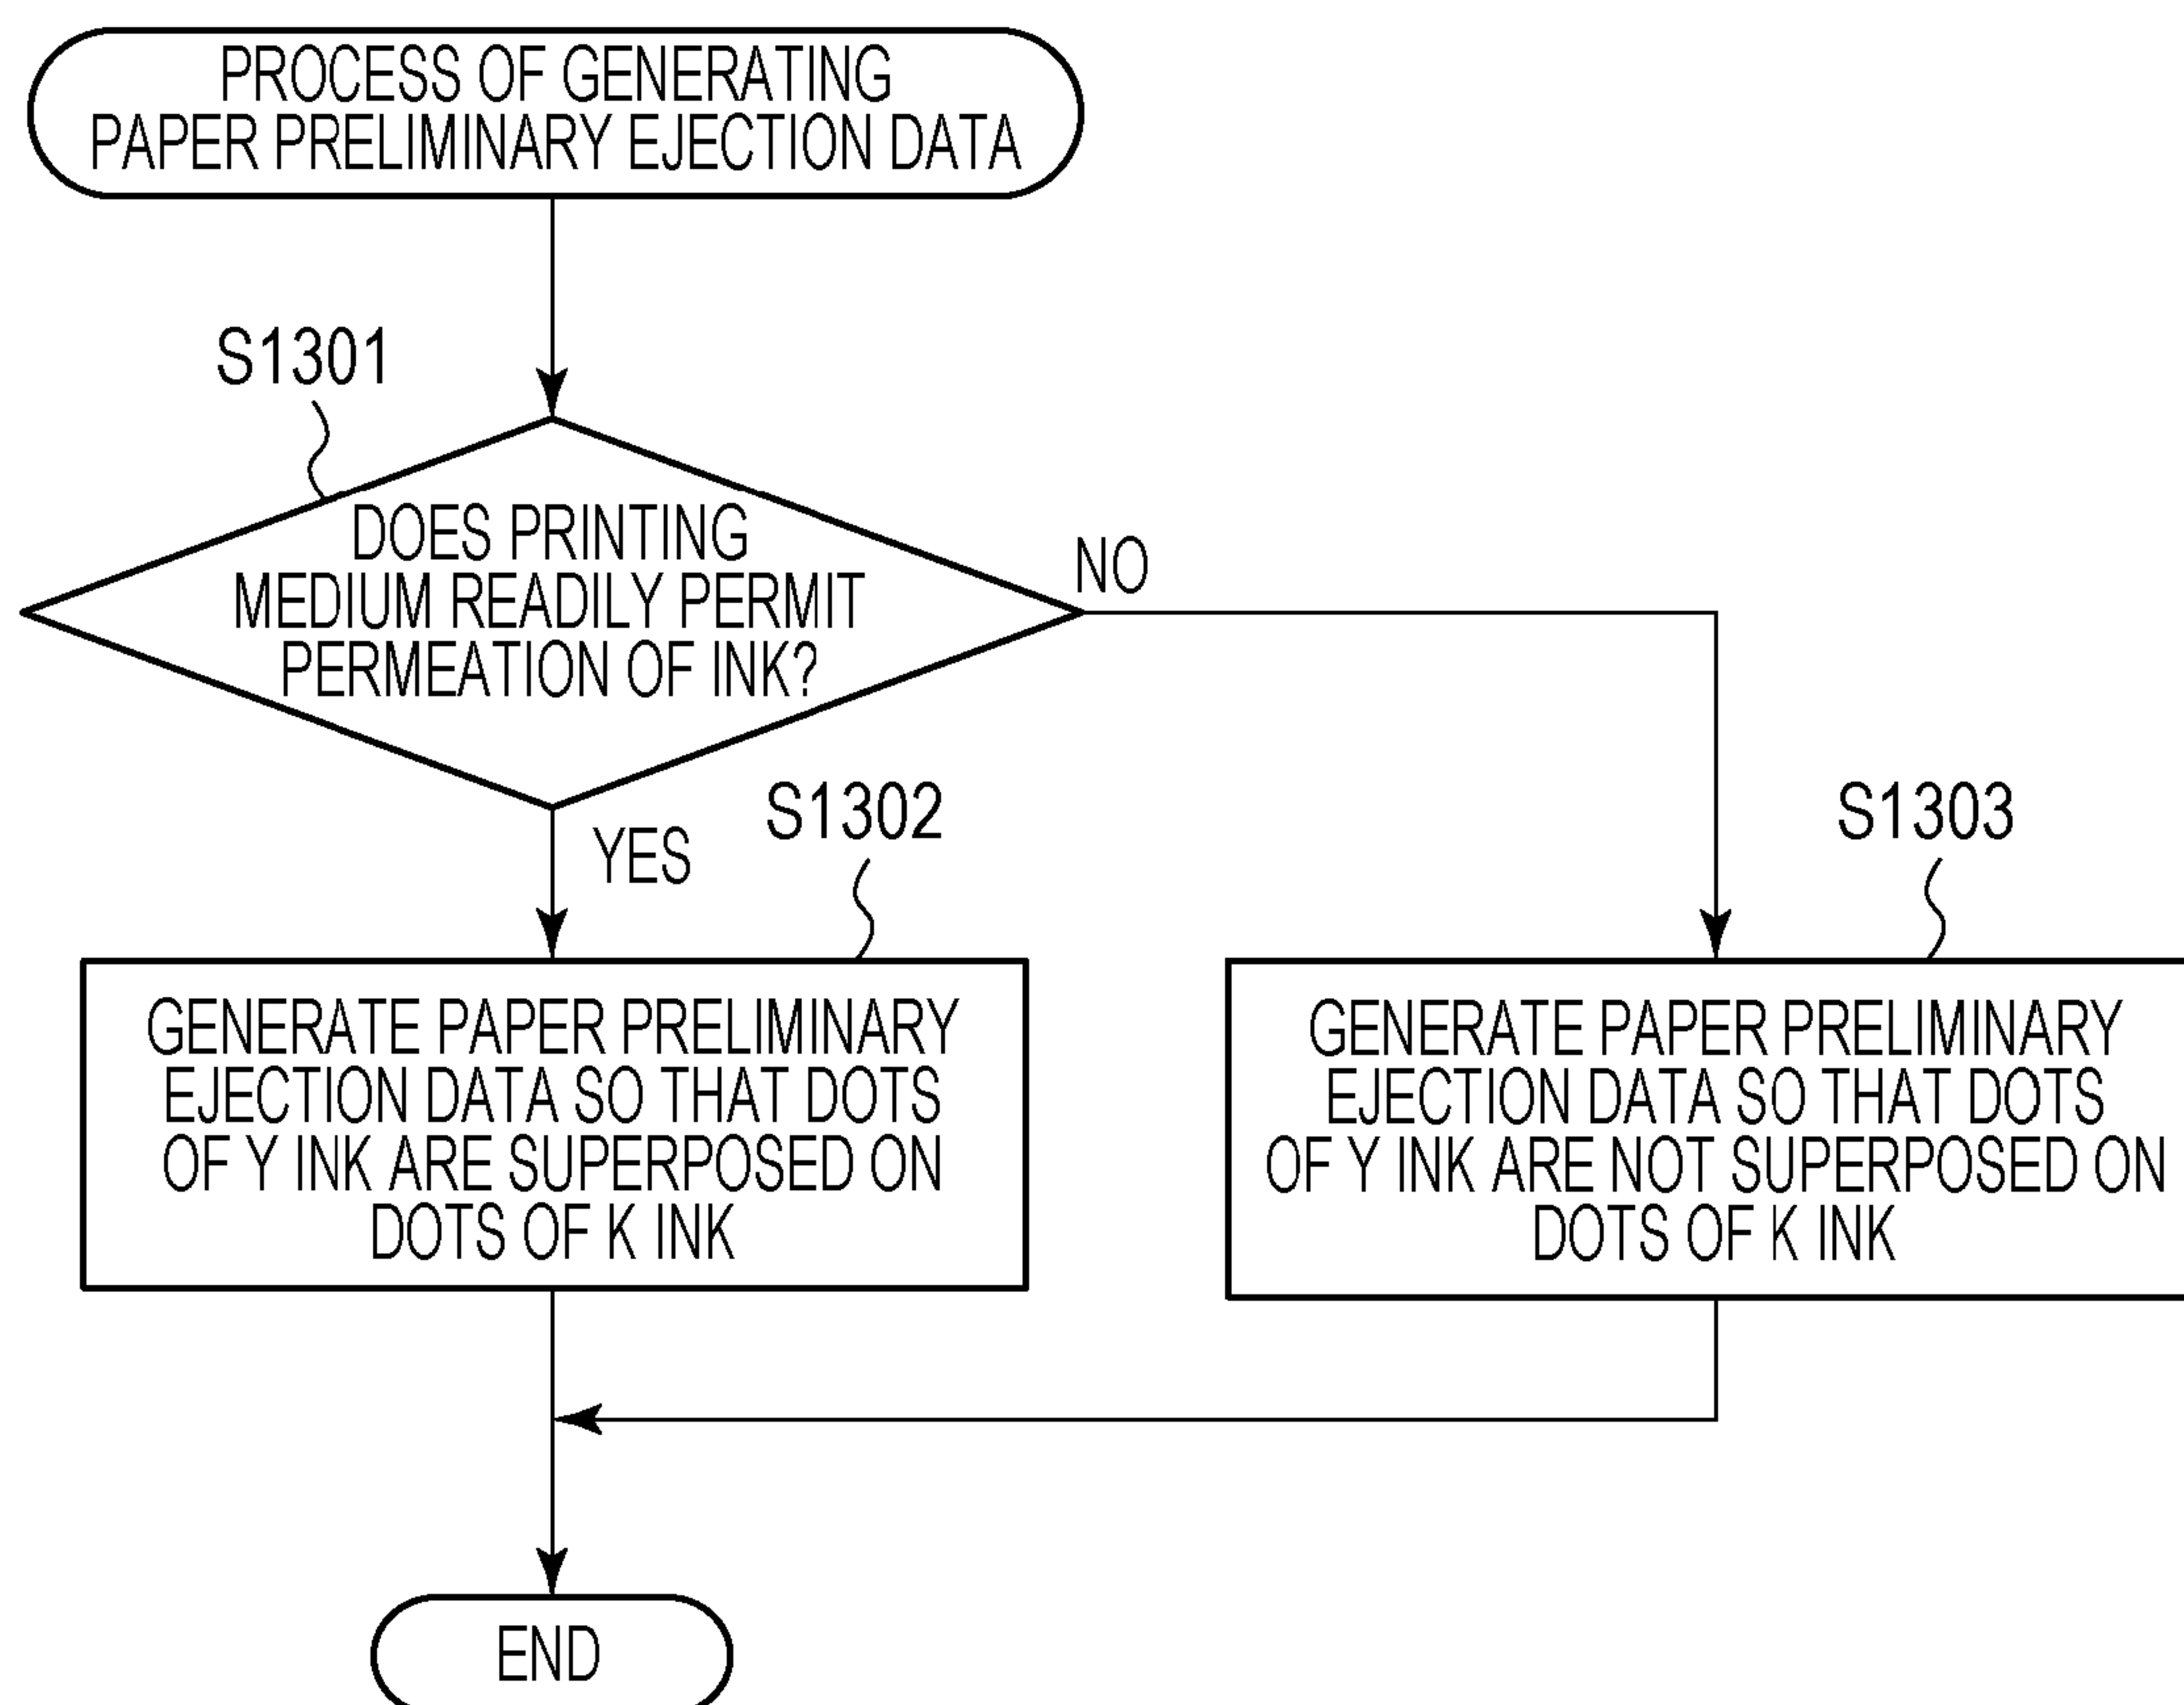 PROCESS OF GENERATING
PAPER PRELIMINARY EJECTION DATA
S1301
DOES PRINTING
MEDIUM READILY PERMIT
PERMEATION OF INK?
NO
YES
S1302
GENERATE PAPER PRELIMINARY
EJECTION DATA SO THAT DOTS
OF Y INK ARE SUPERPOSED ON
DOTS OF K INK
S1303
GENERATE PAPER PRELIMINARY
EJECTION DATA SO THAT DOTS
OF Y INK ARE NOT SUPERPOSED ON
DOTS OF K INK
END